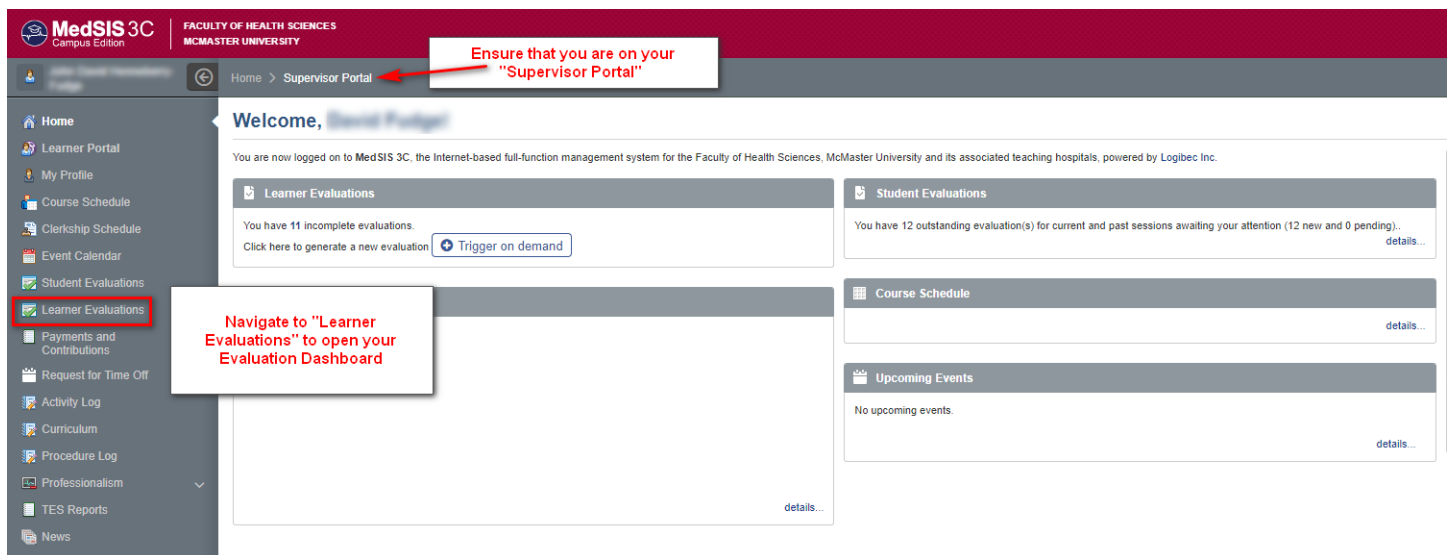 MedSIS 3C
Campus Edition
FACULTY OF HEALTH SCIENCES
MCMASTER UNIVERSITY
Ensure that you are on your
"Supervisor Portal"
Home > Supervisor Portal
Home
Learner Portal
My Profile
Course Schedule
Clerkship Schedule
Event Calendar
Student Evaluations
Learner Evaluations
Payments and
Contributions
Request for Time Off
Activity Log
Curriculum
Procedure Log
Professionalism
TES Reports
News
Welcome,
You are now logged on to MedSIS 3C, the Internet-based full-function management system for the Faculty of Health Sciences, McMaster University and its associated teaching hospitals, powered by Logibec Inc.
Learner Evaluations
You have 11 incomplete evaluations.
Click here to generate a new evaluation Trigger on demand
Navigate to "Learner
Evaluations" to open your
Evaluation Dashboard
details...
Student Evaluations
You have 12 outstanding evaluation(s) for current and past sessions awaiting your attention (12 new and 0 pending)..
details...
Course Schedule
details...
Upcoming Events
No upcoming events.
details...